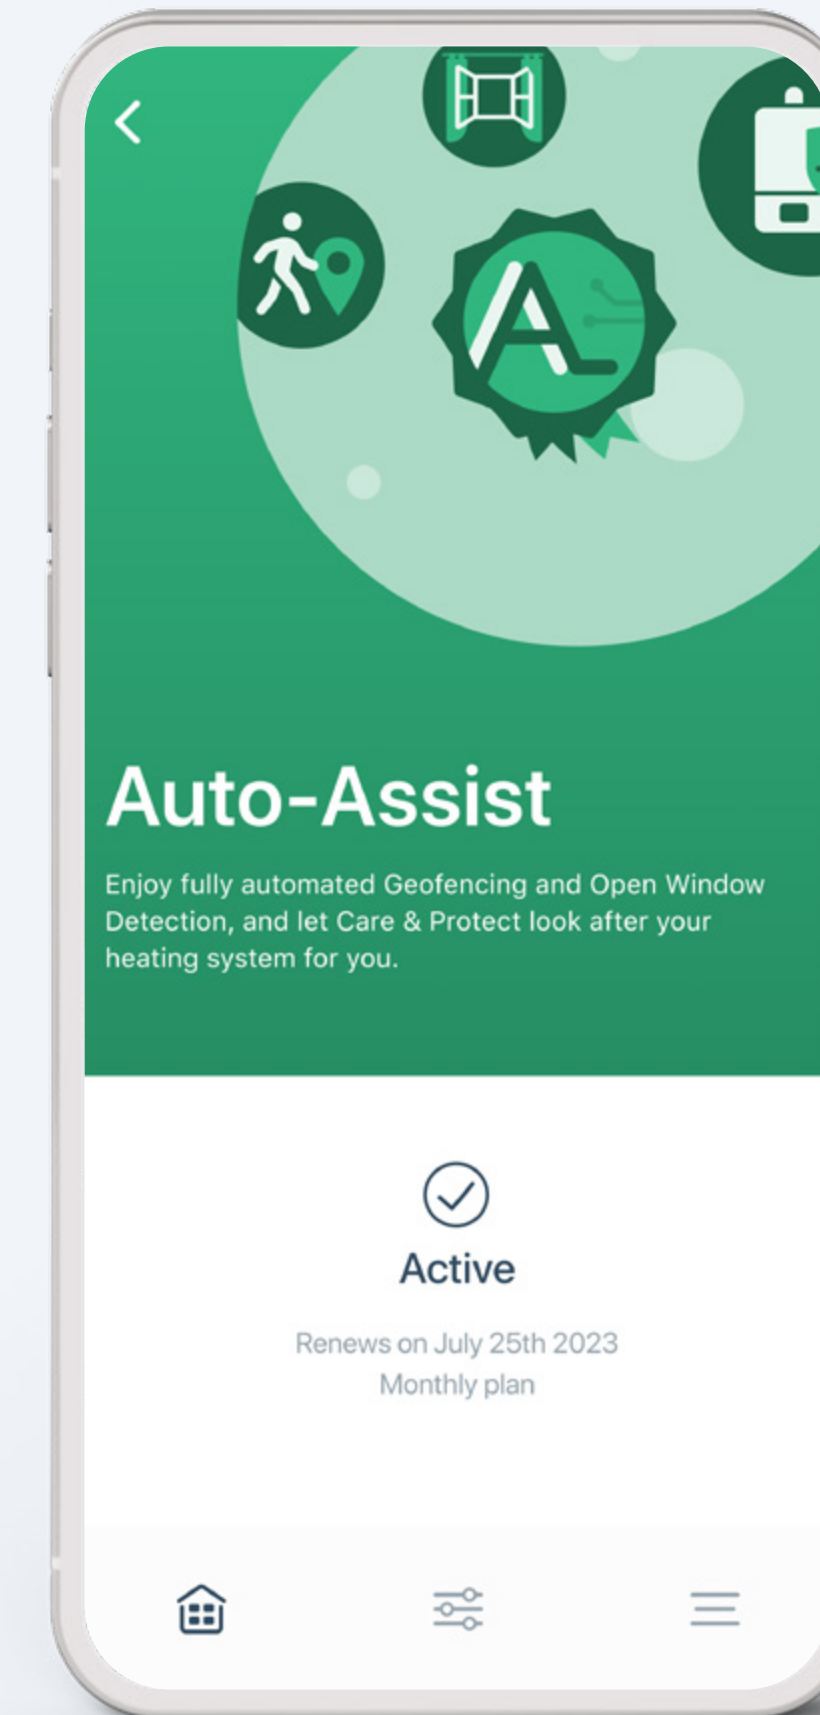 Auto-Assist
Enjoy fully automated Geofencing and Open Window
Detection, and let Care & Protect look after your
heating system for you.
Active
Renews on July 25th 2023
Monthly plan